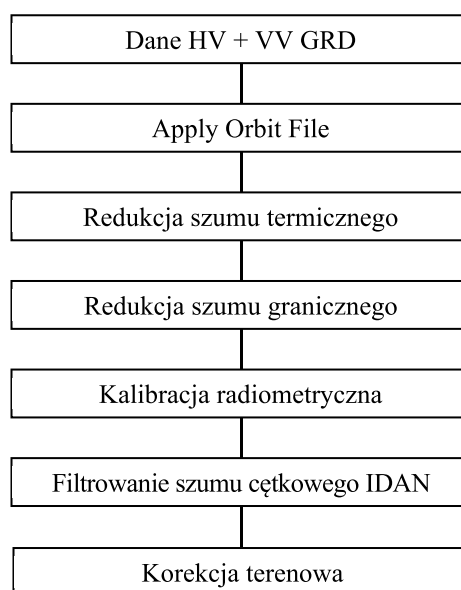 Dane HV + VV GRD
Apply Orbit File
Redukcja szumu termicznego
Redukcja szumu granicznego
Kalibracja radiometryczna
Filtrowanie szumu cętkowego IDAN
Korekcja terenowa